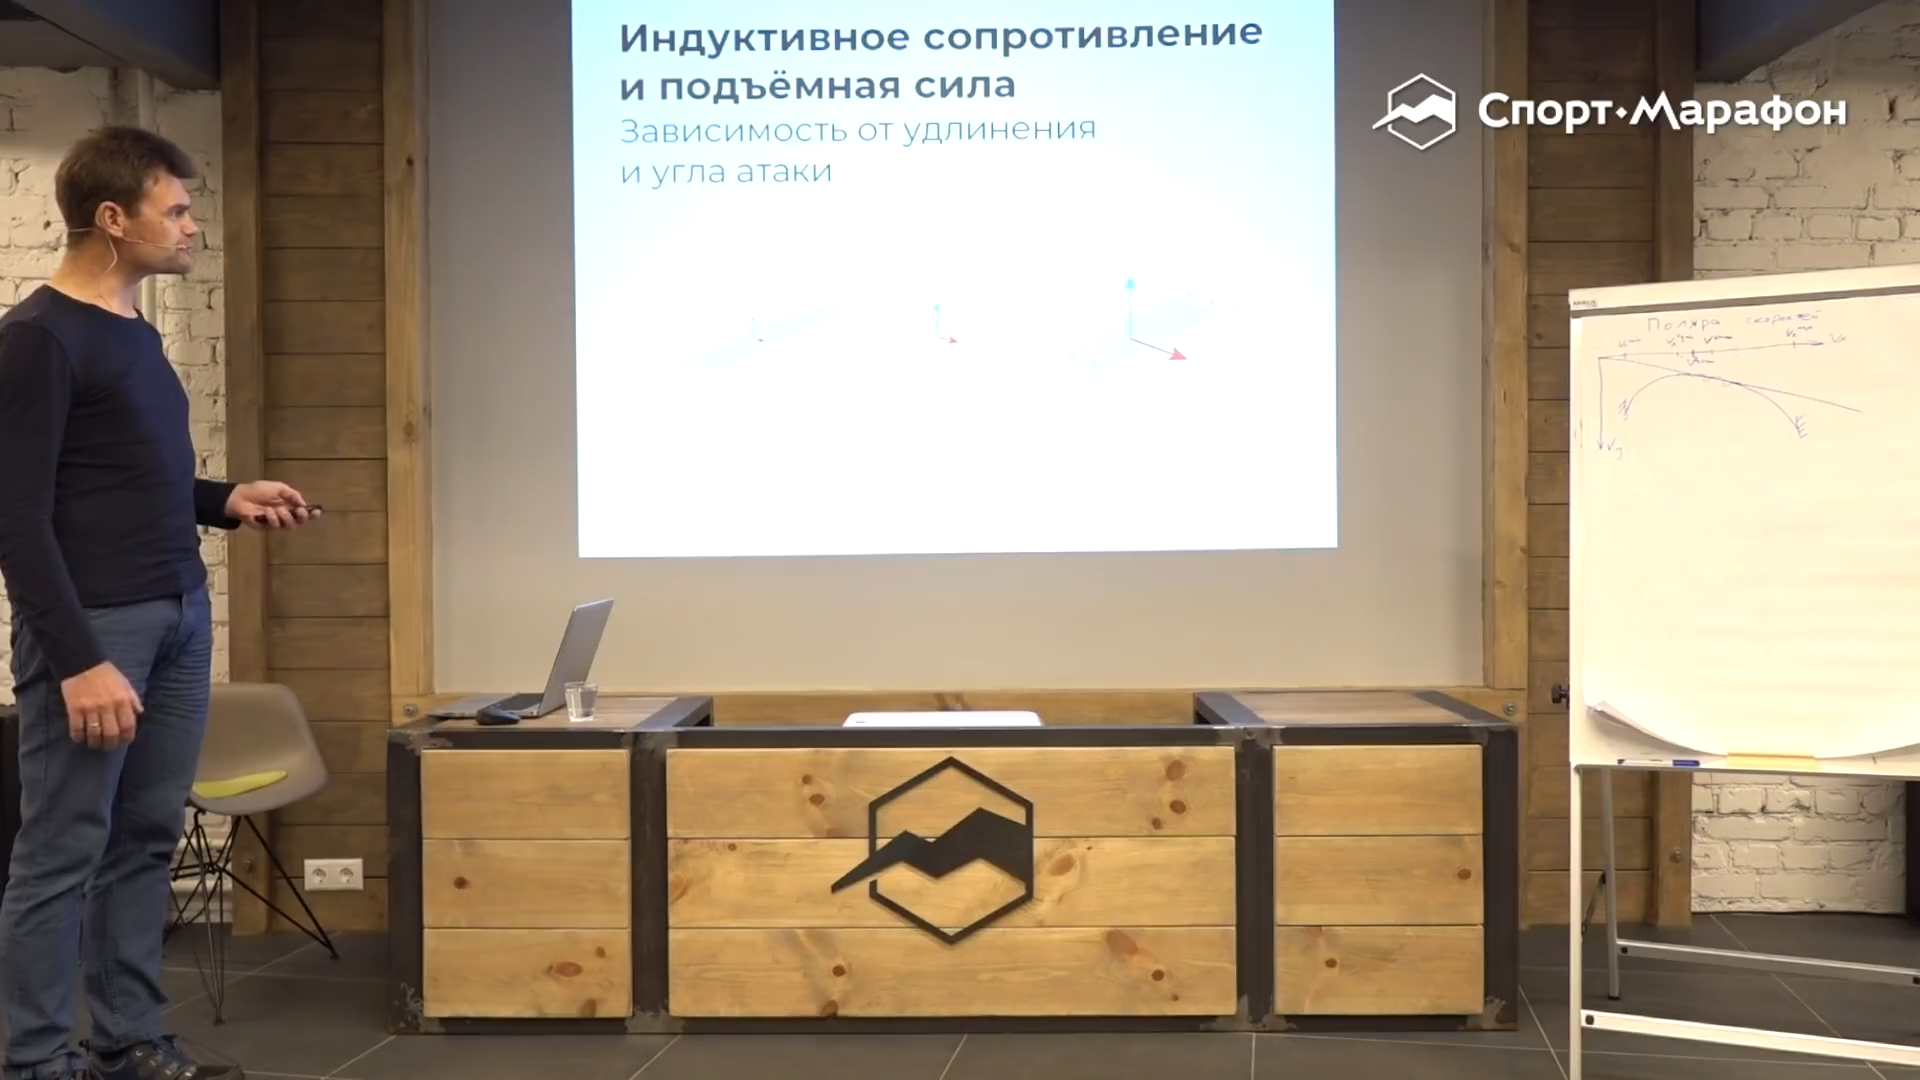 Индуктивное сопротивление
и подъёмная сила
Зависимость от удлинения
и угла атаки
Спорт-Марафон
Поляра скоростей